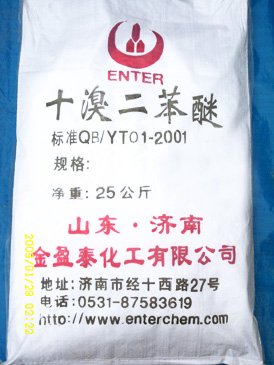 ENTER
十溴二苯醚
标准QB/YT01-2001
规格:
净重: 25公斤
山东·济南
金盈泰化工有限公司
地址: 济南市经十西路27号
电话: 0531-87583619
http://www.enterchem.com